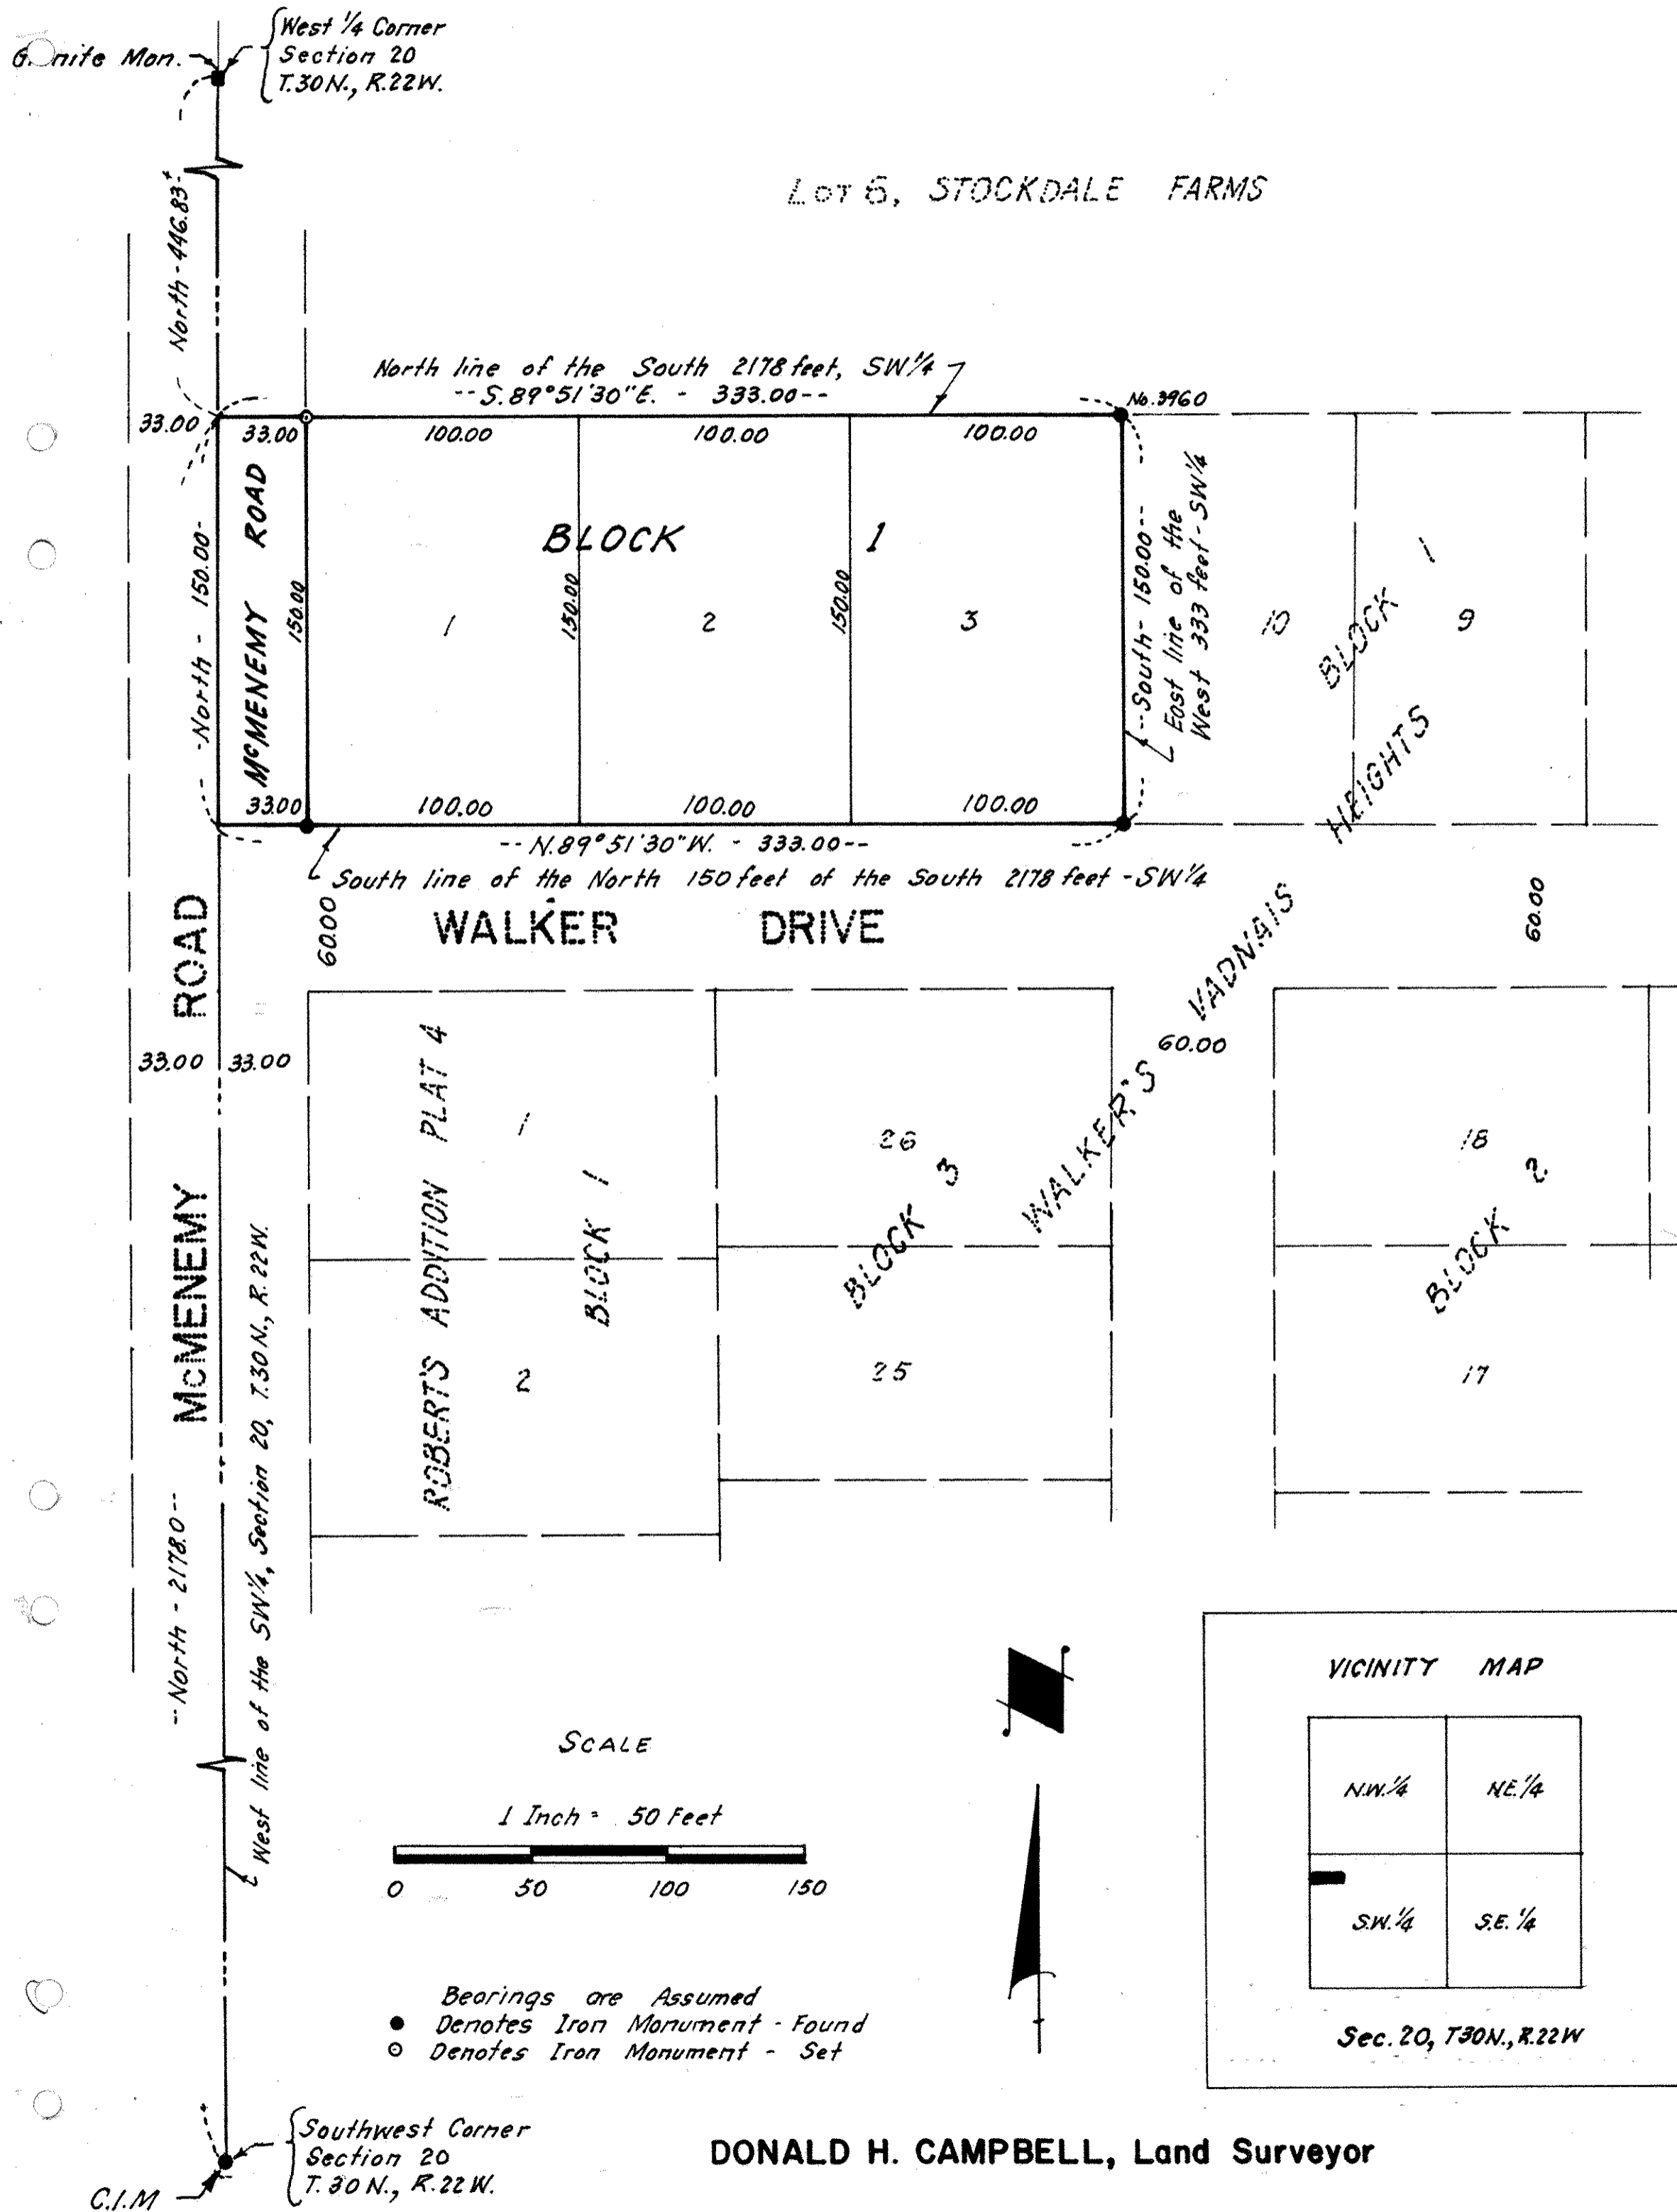 West ¼ Corner
Section 20
T.30N., R.22W.
Mon.
North - 446.83±
LOT 6, STOCKDALE FARMS
North line of the South 2178 feet, SW¼
-- S.89°51'30"E. - 333.00 --
No. 3960
33.00
33.00
100.00
100.00
100.00
McMENEMY ROAD
BLOCK 1
-North - 150.00-
150.00
1
150.00
2
150.00
3
--South - 150.00--
East line of the
West 333 feet - SW¼
10
BLOCK 1
9
33.00
100.00
100.00
100.00
-- N.89°51'30"W. - 333.00 --
South line of the North 150 feet of the South 2178 feet - SW¼
60.00
WALKER DRIVE
60.00
WALKER'S VADNAIS HEIGHTS
60.00
McMENEMY ROAD
33.00
33.00
ROBERT'S ADDITION PLAT 4
1
BLOCK 1
2
26
BLOCK 3
25
18
BLOCK 2
17
--North - 2178.0--
West line of the SW¼, Section 20, T.30N., R.22W.
SCALE
1 Inch = 50 Feet
0 50 100 150
VICINITY MAP
N.W.¼
N.E.¼
S.W.¼
S.E.¼
Sec. 20, T30N., R.22W
Bearings are Assumed
Denotes Iron Monument - Found
Denotes Iron Monument - Set
Southwest Corner
Section 20
T.30N., R.22W.
C.I.M
DONALD H. CAMPBELL, Land Surveyor